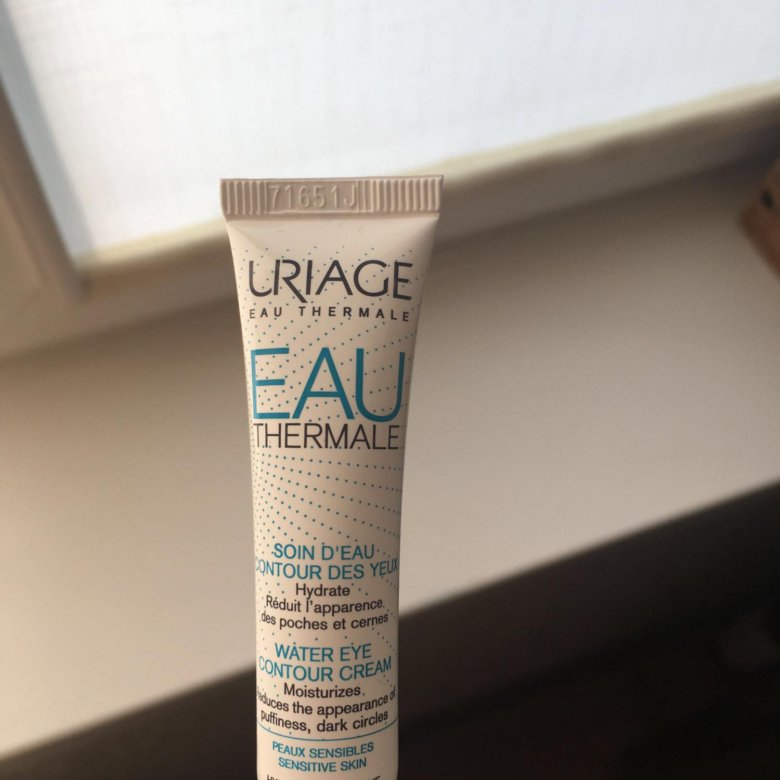 71651J
URIAGE
EAU THERMALE
EAU
THERMALE
SOIN D'EAU
CONTOUR DES YEUX
Hydrate
Réduit l'apparence
des poches et cernes
WATER EYE
CONTOUR CREAM
Moisturizes
reduces the appearance of
puffiness, dark circles
PEAUX SENSIBLES
SENSITIVE SKIN